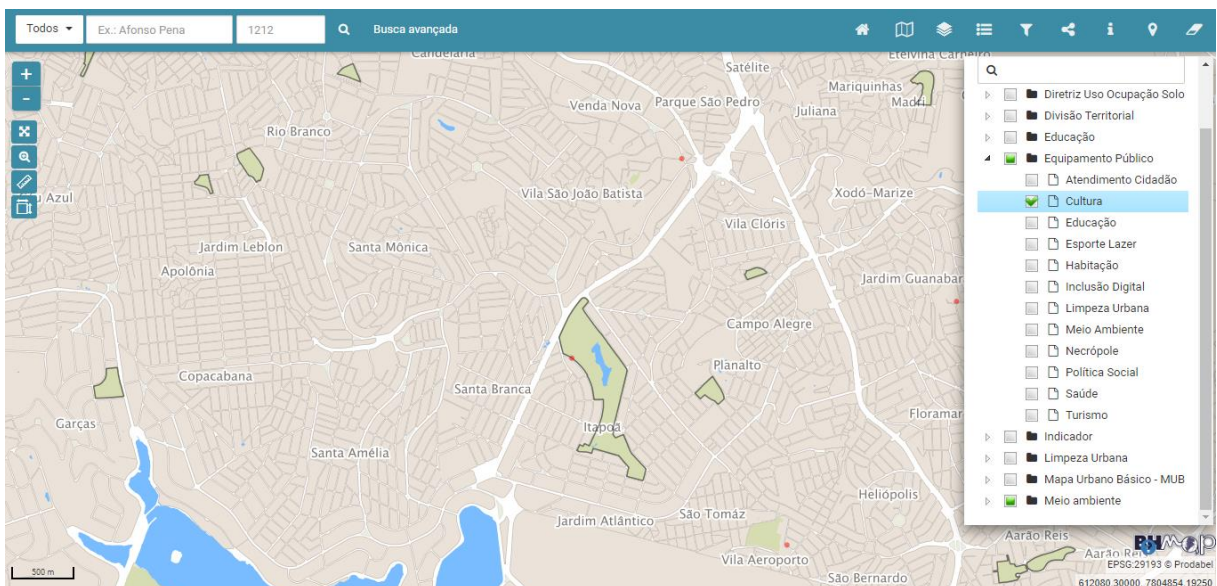 Todos
Ex.: Afonso Pena
1212
Busca avançada
+
-
Candelária
Satélite
Etelvina Carneiro
Mariquinhas
Madri
Venda Nova
Parque São Pedro
Juliana
Rio Branco
Azul
Vila São João Batista
Xodó-Marize
Vila Clóris
Jardim Leblon
Santa Mônica
Apolônia
Jardim Guanabar
Campo Alegre
Planalto
Copacabana
Santa Branca
Garças
Itapoã
Floramar
Santa Amélia
Heliópolis
Jardim Atlântico
São Tomáz
Vila Aeroporto
São Bernardo
Aarão Reis
Aarão Rei
500 m
Diretriz Uso Ocupação Solo
Divisão Territorial
Educação
Equipamento Público
Atendimento Cidadão
Cultura
Educação
Esporte Lazer
Habitação
Inclusão Digital
Limpeza Urbana
Meio Ambiente
Necrópole
Política Social
Saúde
Turismo
Indicador
Limpeza Urbana
Mapa Urbano Básico - MUB
Meio ambiente
BHMap
EPSG:29193 © Prodabel
612080.30000, 7804854.19250